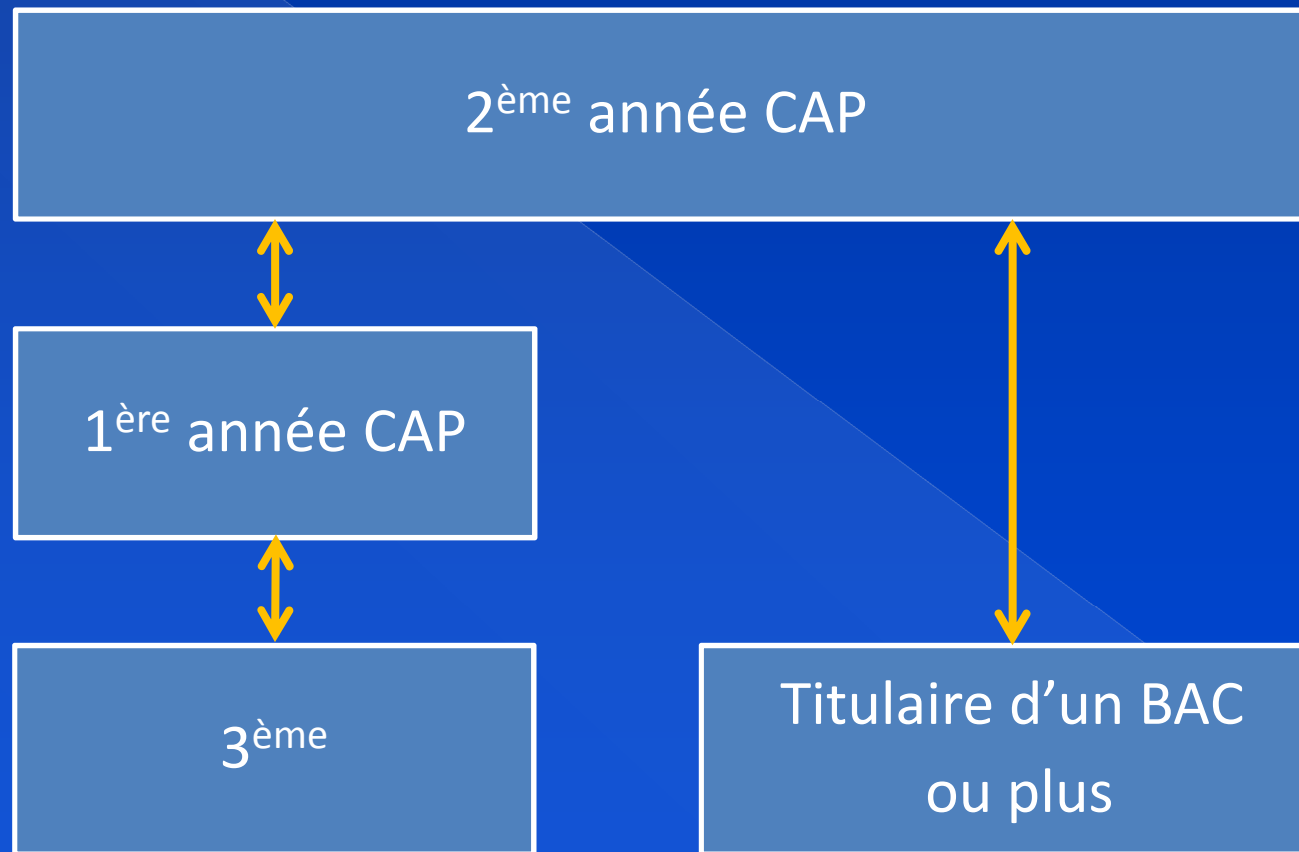 2ème année CAP
1ère année CAP
3ème
Titulaire d’un BAC
ou plus